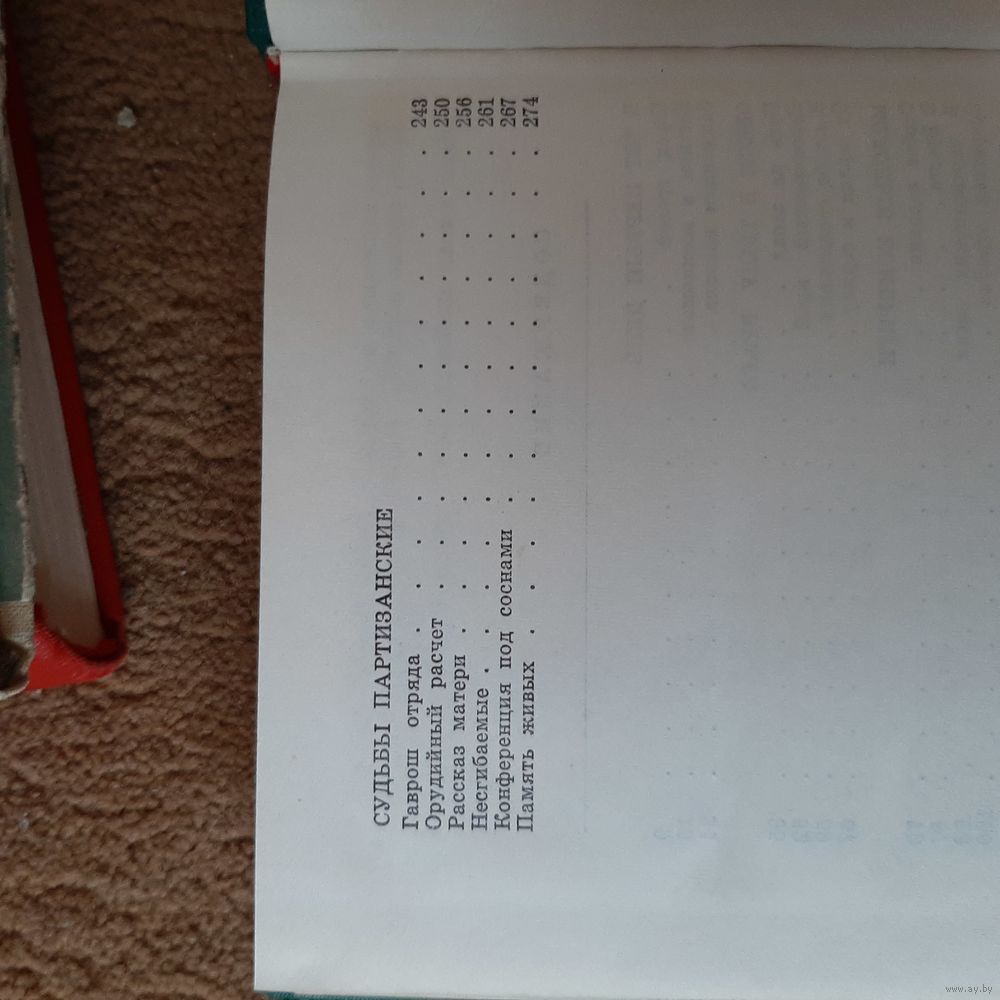 СУДЬБЫ ПАРТИЗАНСКИЕ
Гаврош отряда . . . . . . . . . . . . 243
Орудийный расчет . . . . . . . . . . . 250
Рассказ матери . . . . . . . . . . . . 256
Несгибаемые . . . . . . . . . . . . . 261
Конференция под соснами . . . . . . . . . 267
Память живых . . . . . . . . . . . . 274
www.ay.by